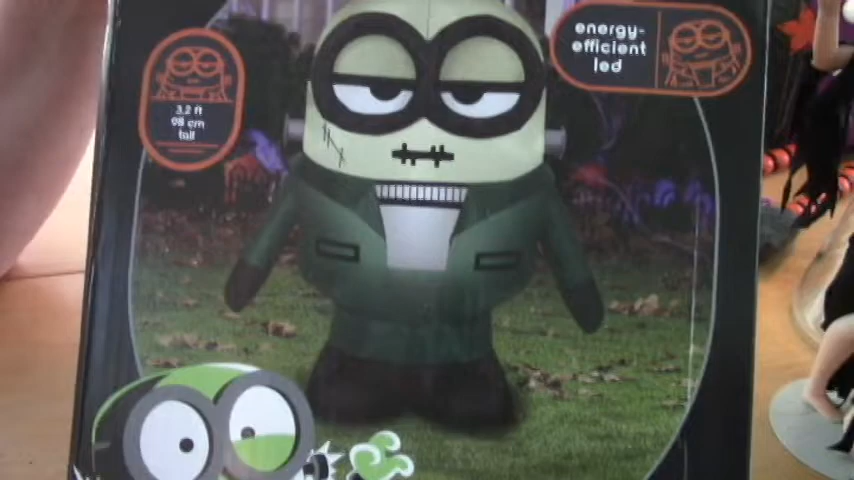 3.2 ft
98 cm
tall
energy-
efficient
led